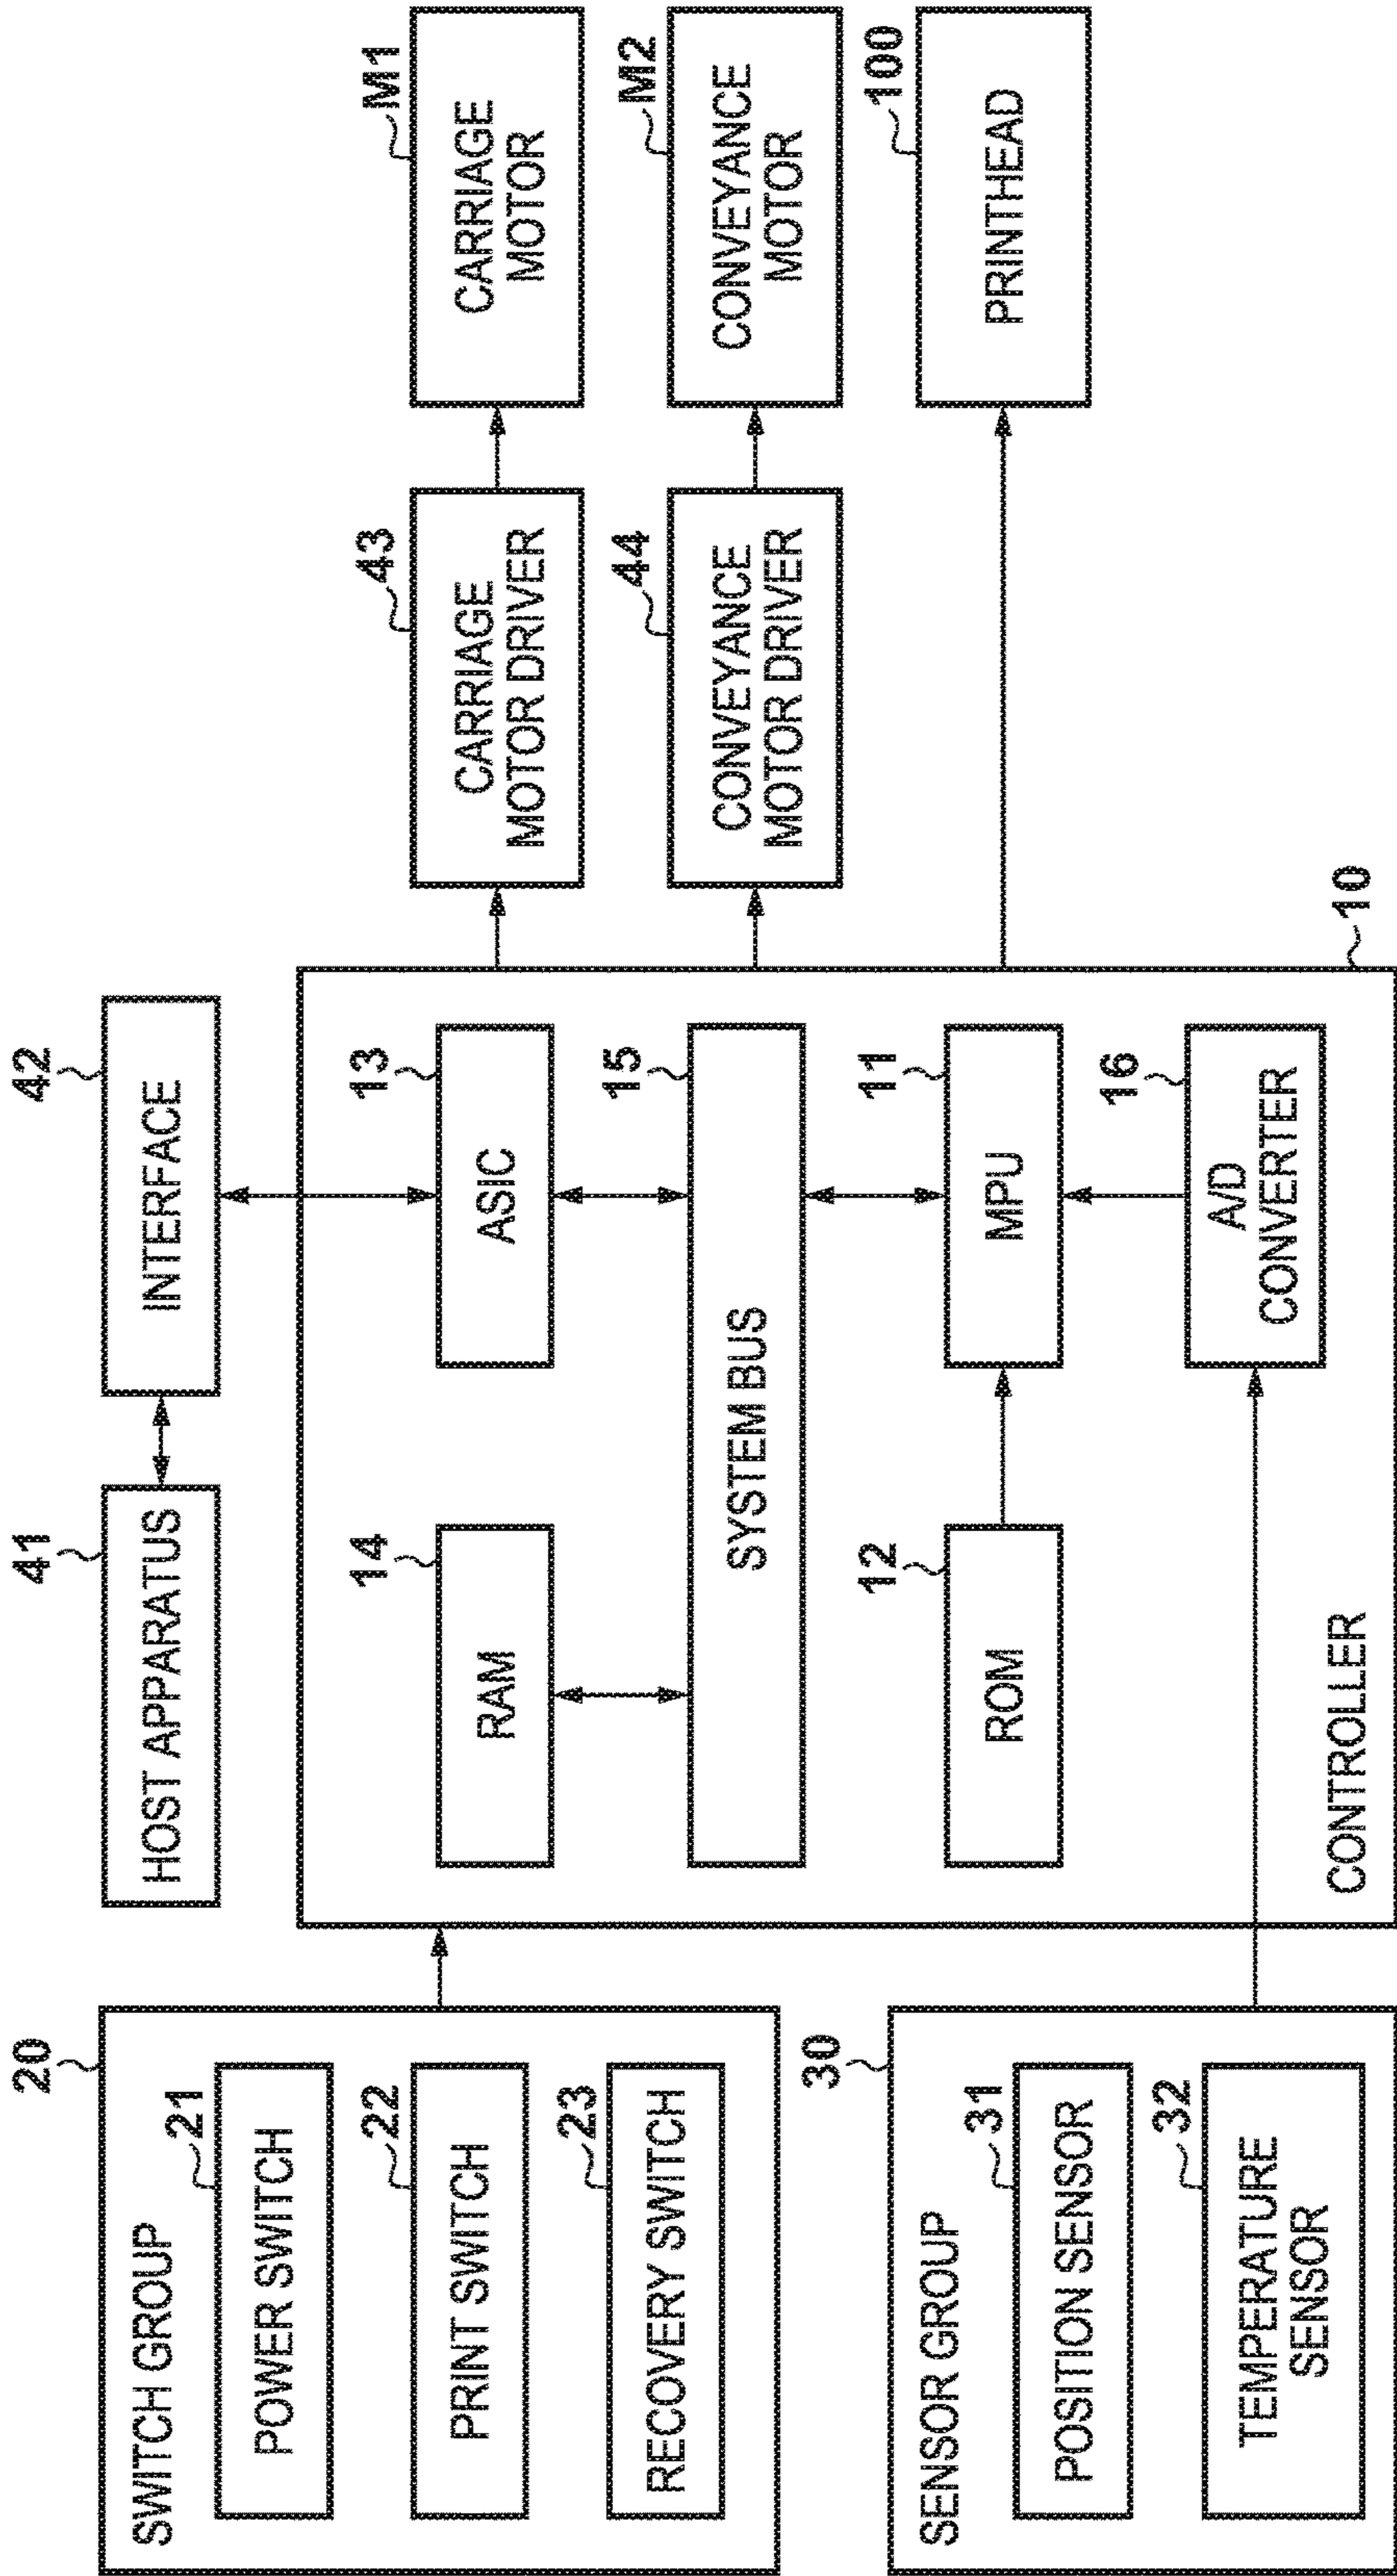 20
SWITCH GROUP
21
POWER SWITCH
22
PRINT SWITCH
23
RECOVERY SWITCH
30
SENSOR GROUP
31
POSITION SENSOR
32
TEMPERATURE
SENSOR
41
HOST APPARATUS
42
INTERFACE
14
RAM
13
ASIC
15
SYSTEM BUS
12
ROM
11
MPU
16
A/D
CONVERTER
CONTROLLER
10
43
CARRIAGE
MOTOR DRIVER
44
CONVEYANCE
MOTOR DRIVER
M1
CARRIAGE
MOTOR
M2
CONVEYANCE
MOTOR
100
PRINTHEAD